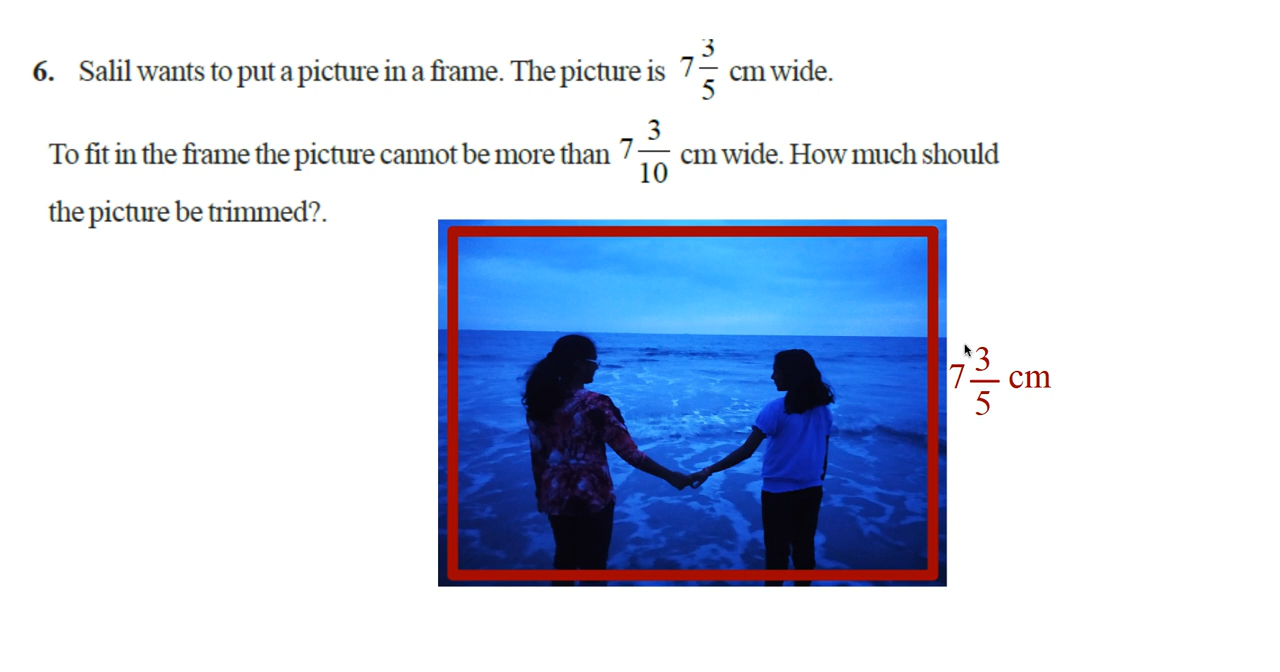 6. Salil wants to put a picture in a frame. The picture is 7 3/5 cm wide.
To fit in the frame the picture cannot be more than 7 3/10 cm wide. How much should
the picture be trimmed?.
7 3/5 cm